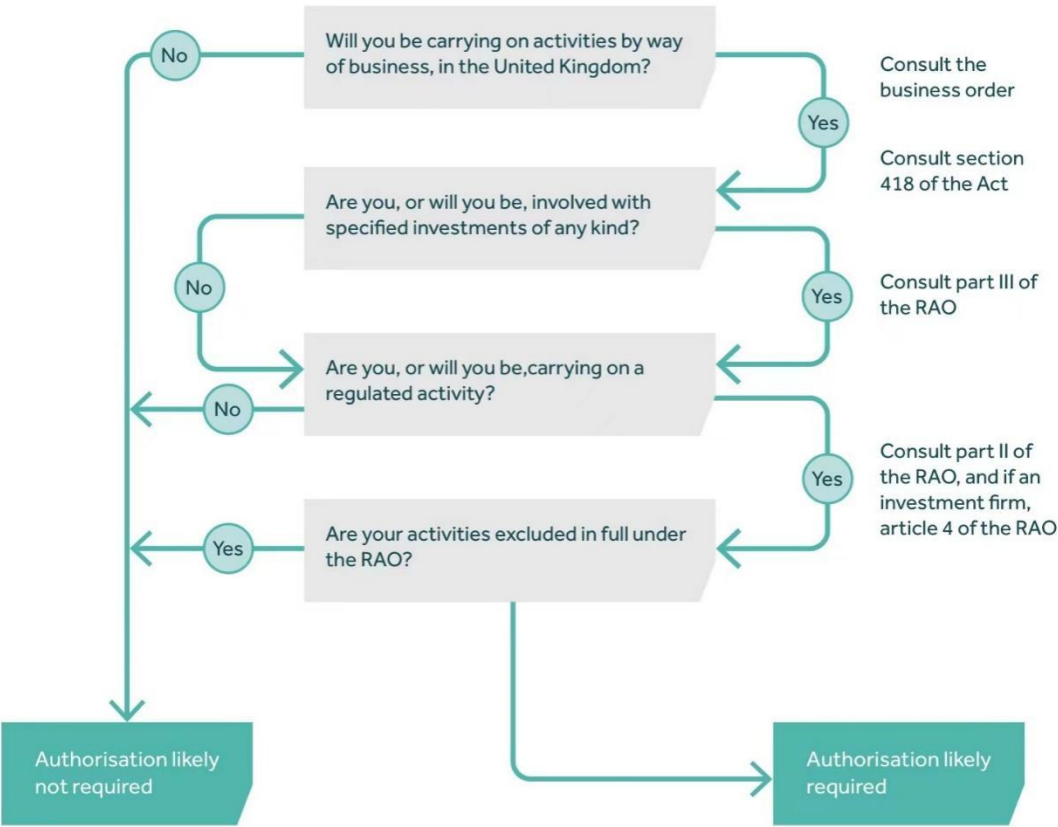 Will you be carrying on activities by way
of business, in the United Kingdom?
No
Yes
Consult the
business order
Consult section
418 of the Act
Are you, or will you be, involved with
specified investments of any kind?
No
Yes
Consult part III of
the RAO
Are you, or will you be,carrying on a
regulated activity?
No
Yes
Consult part II of
the RAO, and if an
investment firm,
article 4 of the RAO
Are your activities excluded in full under
the RAO?
Yes
Authorisation likely
not required
Authorisation likely
required